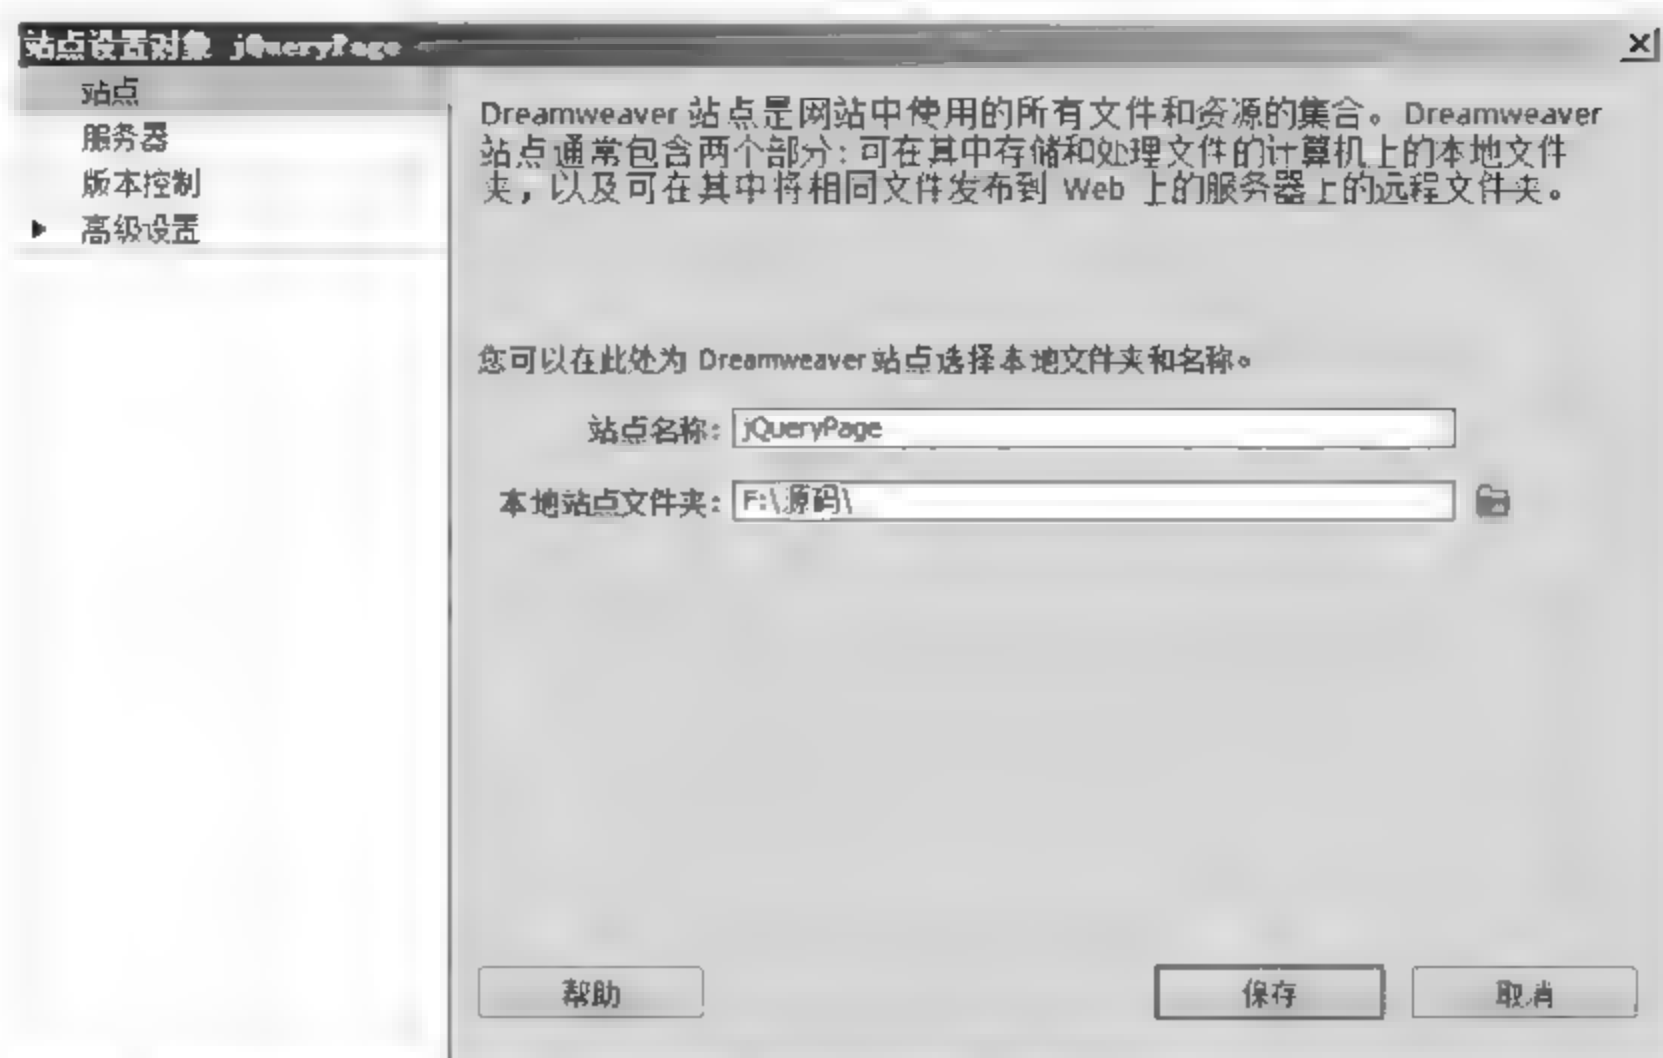 站点设置对象 jQueryPage
站点
服务器
版本控制
高级设置
Dreamweaver 站点是网站中使用的所有文件和资源的集合。Dreamweaver
站点通常包含两个部分:可在其中存储和处理文件的计算机上的本地文件
夹,以及可在其中将相同文件发布到 Web 上的服务器上的远程文件夹。
您可以在此处为 Dreamweaver 站点选择本地文件夹和名称。
站点名称: jQueryPage
本地站点文件夹: F:\源码\
帮助 保存 取消